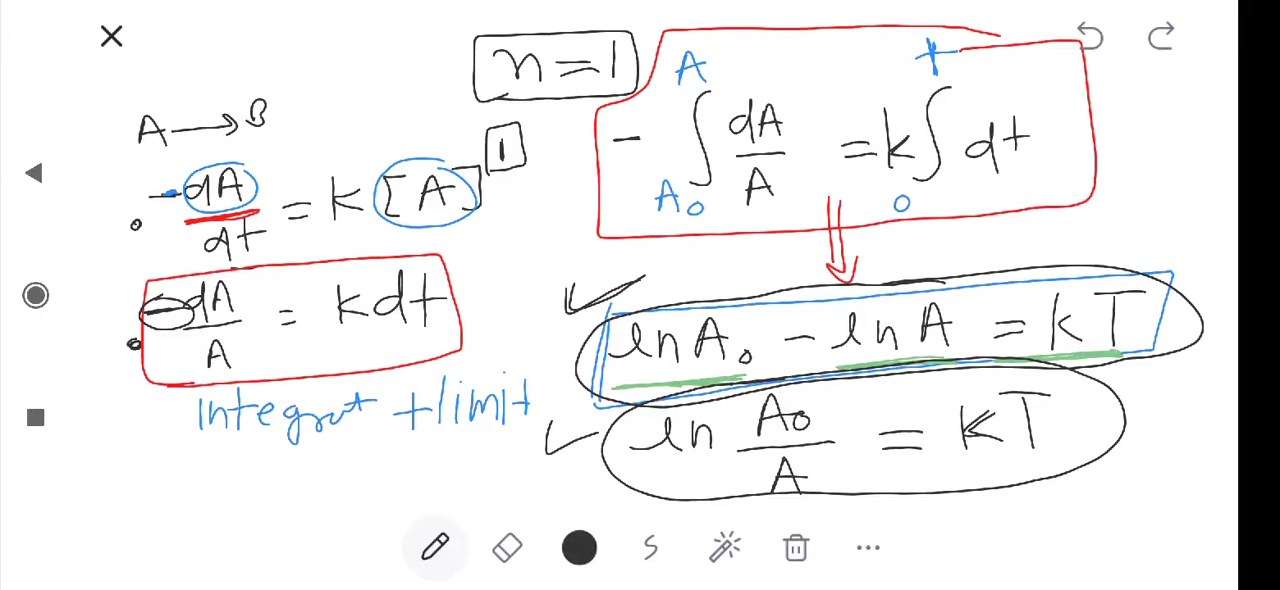 n=1
A → B
-dA/dt = k[A]^1
-dA/A = kdt
Integrat + limit
- ∫_{A₀}^{A} dA/A = k ∫_{0}^{t} dt
ln A₀ - ln A = kT
ln A₀/A = kT